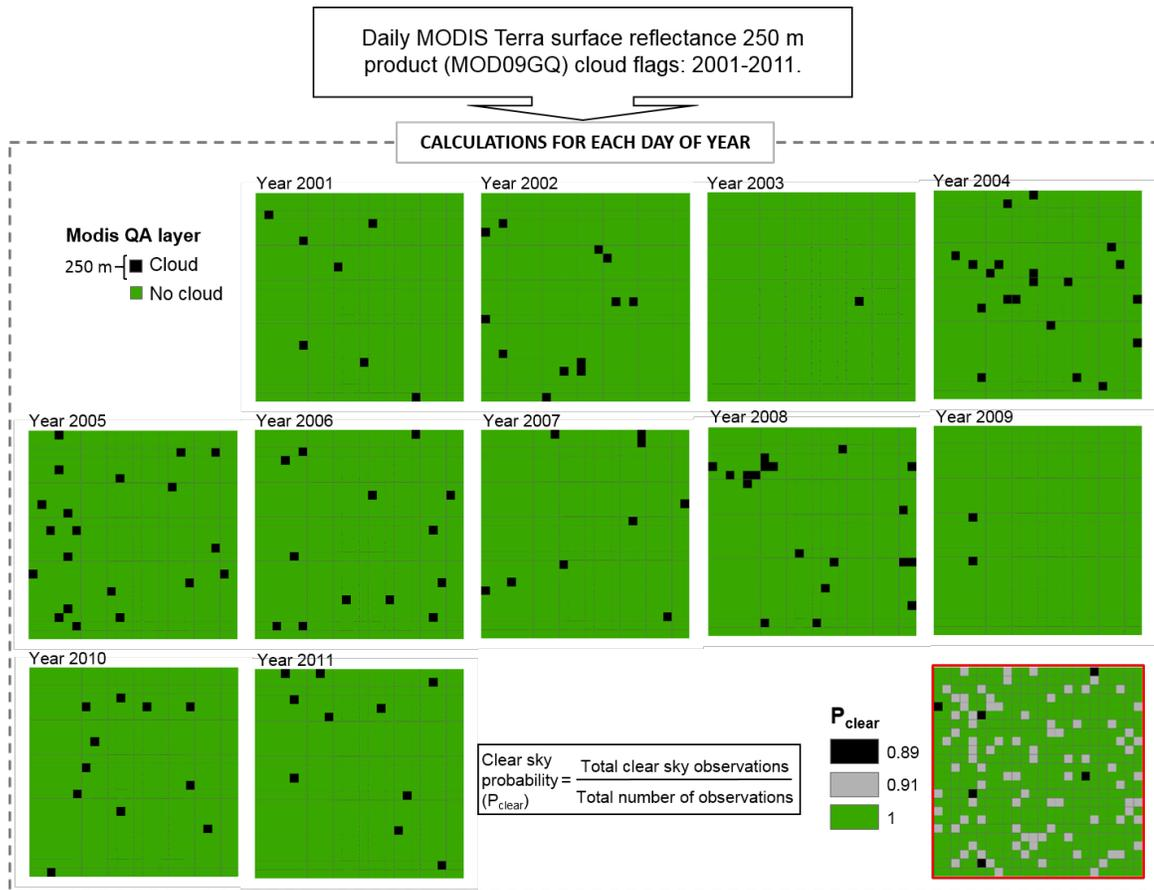 Daily MODIS Terra surface reflectance 250 m
product (MOD09GQ) cloud flags: 2001-2011.
CALCULATIONS FOR EACH DAY OF YEAR
Year 2001
Year 2002
Year 2003
Year 2004
Modis QA layer
250 m
Cloud
No cloud
Year 2005
Year 2006
Year 2007
Year 2008
Year 2009
Year 2010
Year 2011
Clear sky
probability =
(Pclear)
Total clear sky observations
Total number of observations
Pclear
0.89
0.91
1